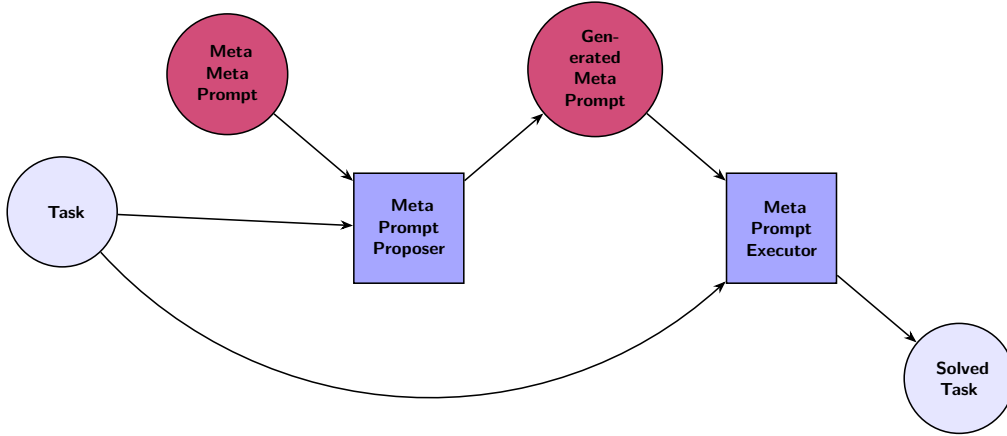 Meta
Meta
Prompt
Gen-
erated
Meta
Prompt
Task
Meta
Prompt
Proposer
Meta
Prompt
Executor
Solved
Task